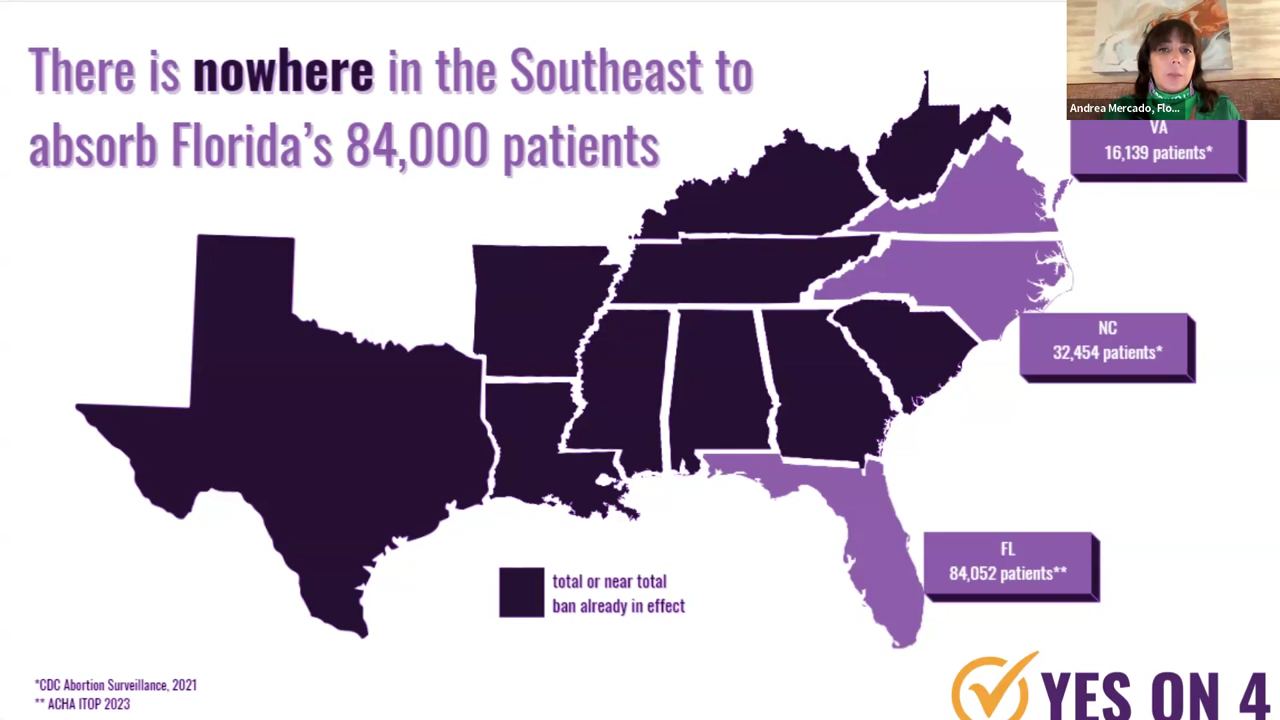 There is nowhere in the Southeast to
absorb Florida's 84,000 patients
Andrea Mercado, Flo...
VA
16,139 patients*
NC
32,454 patients*
FL
84,052 patients**
total or near total
ban already in effect
*CDC Abortion Surveillance, 2021
** ACHA ITOP 2023
YES ON 4